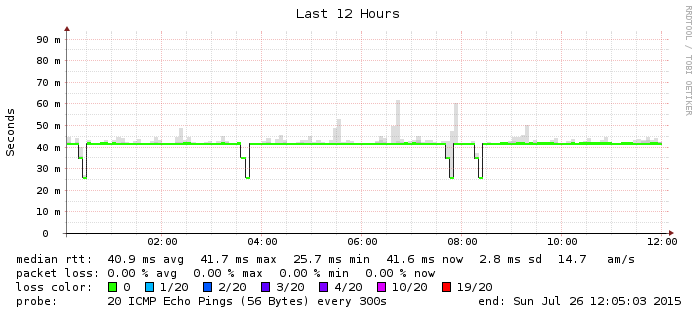 Last 12 Hours
RRDTOOL / TOBI OETIKER
Seconds
90 m
80 m
70 m
60 m
50 m
40 m
30 m
20 m
10 m
0
02:00 04:00 06:00 08:00 10:00 12:00
median rtt: 40.9 ms avg 41.7 ms max 25.7 ms min 41.6 ms now 2.8 ms sd 14.7 am/s
packet loss: 0.00 % avg 0.00 % max 0.00 % min 0.00 % now
loss color: 0 1/20 2/20 3/20 4/20 10/20 19/20
probe: 20 ICMP Echo Pings (56 Bytes) every 300s end: Sun Jul 26 12:05:03 2015